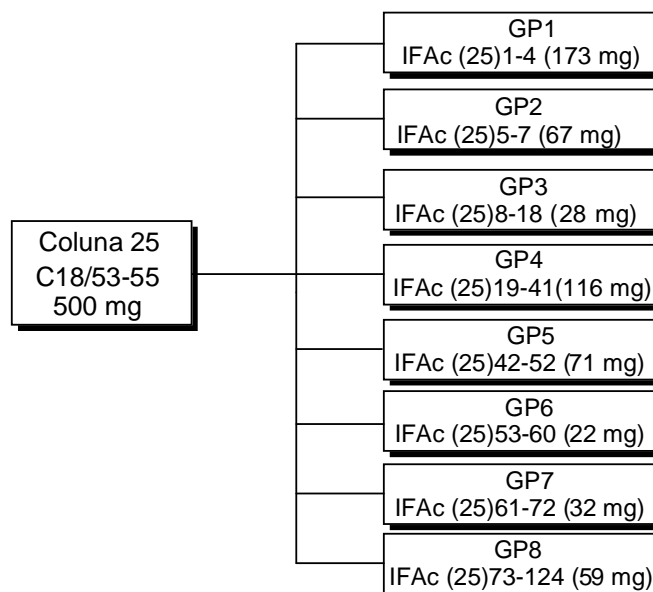 Coluna 25
C18/53-55
500 mg
GP1
IFAc (25)1-4 (173 mg)
GP2
IFAc (25)5-7 (67 mg)
GP3
IFAc (25)8-18 (28 mg)
GP4
IFAc (25)19-41(116 mg)
GP5
IFAc (25)42-52 (71 mg)
GP6
IFAc (25)53-60 (22 mg)
GP7
IFAc (25)61-72 (32 mg)
GP8
IFAc (25)73-124 (59 mg)